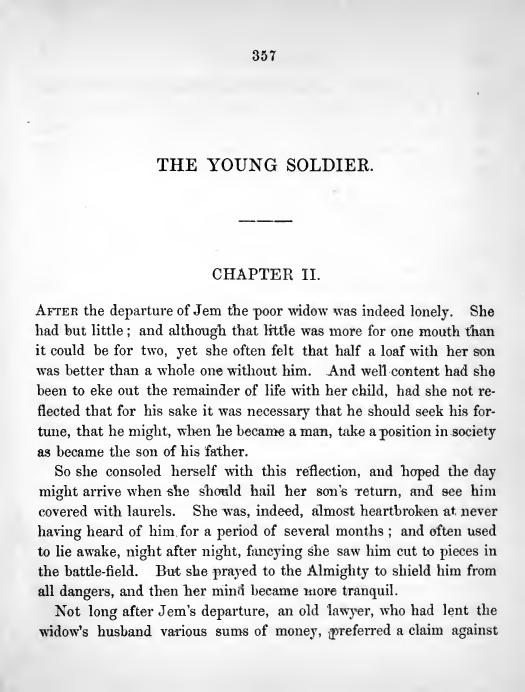 357
THE YOUNG SOLDIER.
CHAPTER II.
AFTER the departure of Jem the poor widow was indeed lonely. She
had but little; and although that little was more for one mouth than
it could be for two, yet she often felt that half a loaf with her son
was better than a whole one without him. And well content had she
been to eke out the remainder of life with her child, had she not re-
flected that for his sake it was necessary that he should seek his for-
tune, that he might, when he became a man, take a position in society
as became the son of his father.
So she consoled herself with this reflection, and hoped the day
might arrive when she should hail her son's return, and see him
covered with laurels. She was, indeed, almost heartbroken at never
having heard of him for a period of several months; and often used
to lie awake, night after night, fancying she saw him cut to pieces in
the battle-field. But she prayed to the Almighty to shield him from
all dangers, and then her mind became more tranquil.
Not long after Jem's departure, an old lawyer, who had lent the
widow's husband various sums of money, preferred a claim against